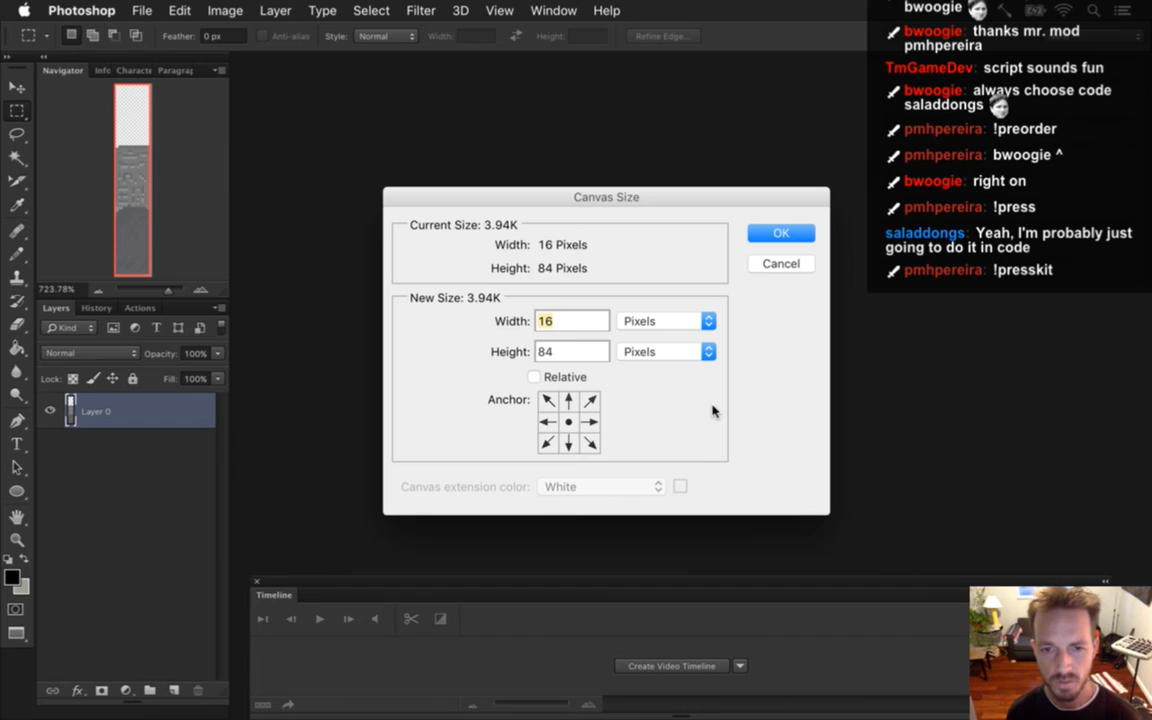 Photoshop File Edit Image Layer Type Select Filter 3D View Window Help
Feather: 0 px Anti-alias Style: Normal Width: Height: Refine Edge...
Navigator Info Characte Paragraj
723.78%
Layers History Actions
Kind
Normal Opacity: 100%
Lock: Fill: 100%
Layer 0
fx
Canvas Size
Current Size: 3.94K
Width: 16 Pixels
Height: 84 Pixels
OK
Cancel
New Size: 3.94K
Width: 16 Pixels
Height: 84 Pixels
Relative
Anchor:
Canvas extension color: White
Timeline
Create Video Timeline
bwoogie
bwoogie: thanks mr. mod
pmhpereira
TmGameDev: script sounds fun
bwoogie: always choose code
saladdongs
pmhpereira: !preorder
pmhpereira: bwoogie ^
bwoogie: right on
pmhpereira: !press
saladdongs: Yeah, I'm probably just
going to do it in code
pmhpereira: !presskit